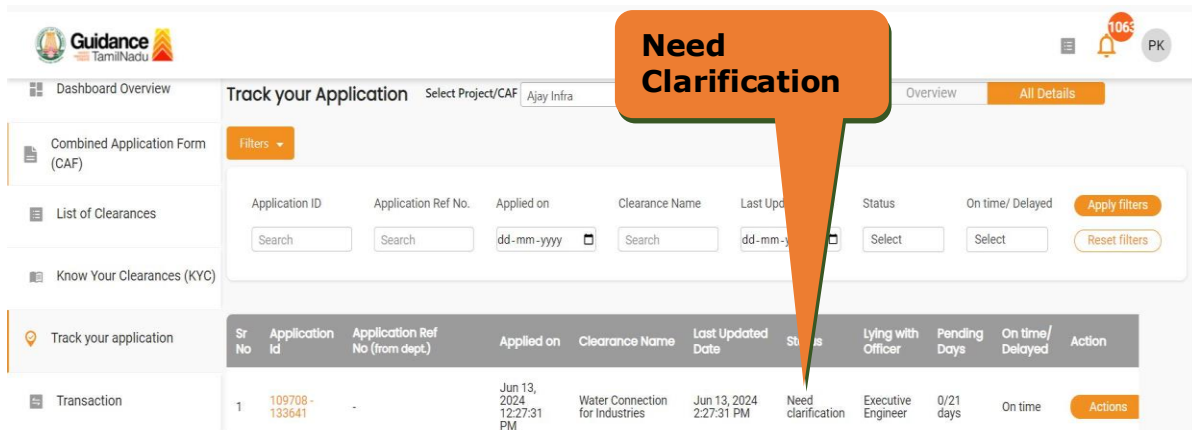 Guidance
TamilNadu
Need
Clarification
1063
PK
Dashboard Overview
Track your Application
Select Project/CAF
Ajay Infra
Overview
All Details
Combined Application Form
(CAF)
Filters
List of Clearances
Application ID
Application Ref No.
Applied on
Clearance Name
Status
On time/ Delayed
Apply filters
Search
Search
dd-mm-yyyy
Search
Select
Select
Reset filters
Know Your Clearances (KYC)
Track your application
Sr
No
Application
Id
Application Ref
No (from dept.)
Applied on
Clearance Name
Last Updated
Date
Lying with
Officer
Pending
Days
On time/
Delayed
Action
Transaction
1
109708 -
133641
-
Jun 13,
2024
12:27:31
PM
Water Connection
for Industries
Jun 13, 2024
2:27:31 PM
Need
clarification
Executive
Engineer
0/21
days
On time
Actions